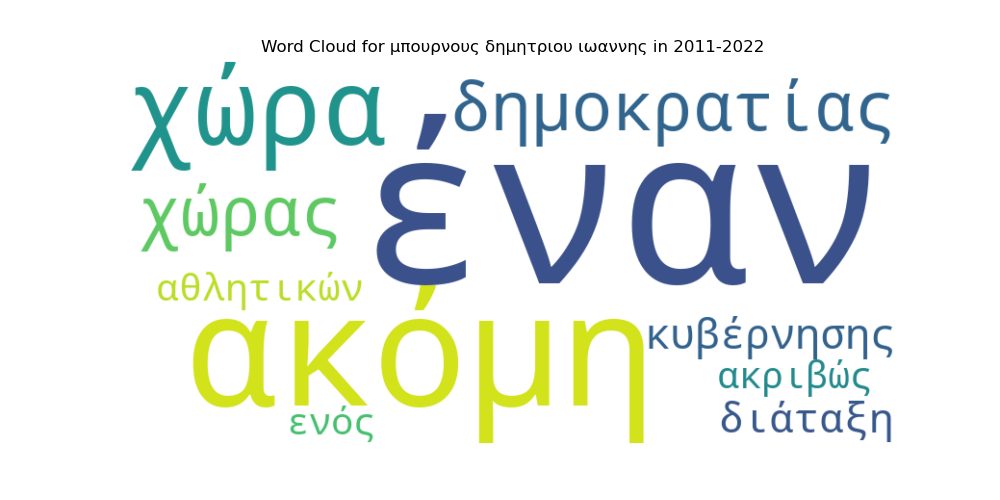 Word Cloud for μπουρνους δημητριου ιωαννης in 2011-2022
χώρα
δημοκρατίας
έναν
χώρας
αθλητικών
ακόμη
κυβέρνησης
ακριβώς
ενός
διάταξη